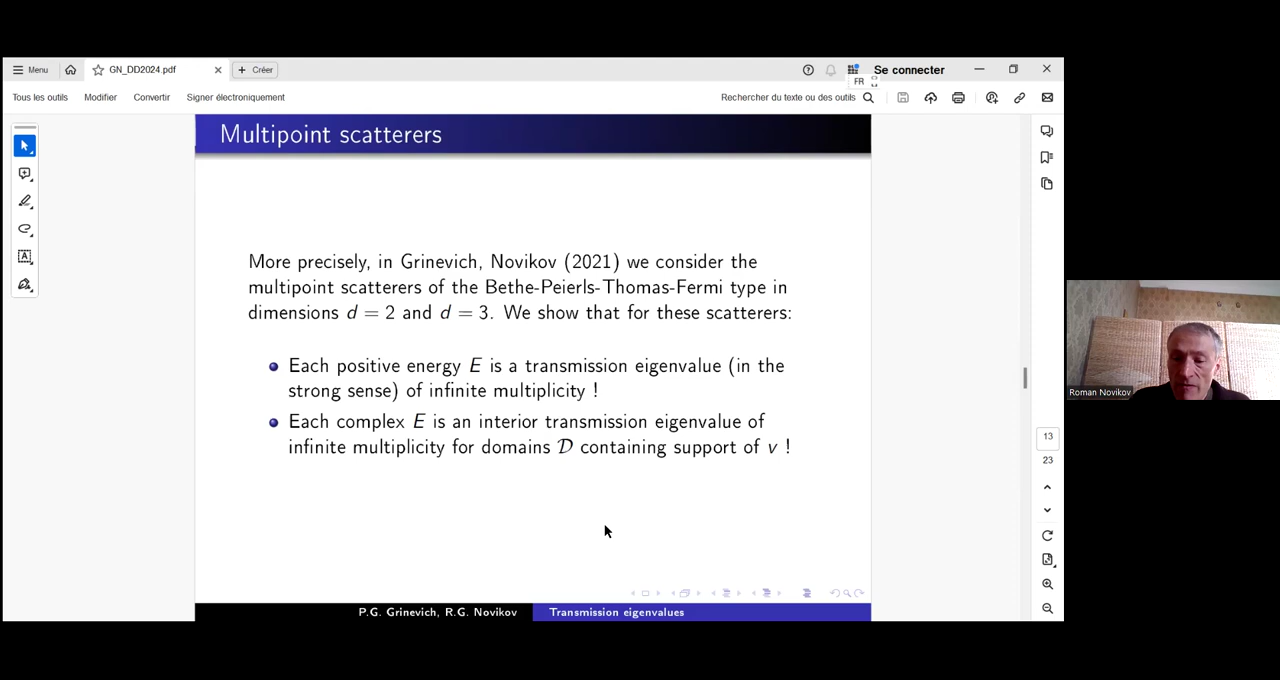 Menu
GN_DD2024.pdf
Créer
Se connecter
FR
Tous les outils
Modifier
Convertir
Signer électroniquement
Rechercher du texte ou des outils
Multipoint scatterers
More precisely, in Grinevich, Novikov (2021) we consider the
multipoint scatterers of the Bethe-Peierls-Thomas-Fermi type in
dimensions d = 2 and d = 3. We show that for these scatterers:
Each positive energy E is a transmission eigenvalue (in the
strong sense) of infinite multiplicity !
Each complex E is an interior transmission eigenvalue of
infinite multiplicity for domains 𝒟 containing support of v !
P.G. Grinevich, R.G. Novikov
Transmission eigenvalues
13
23
Roman Novikov